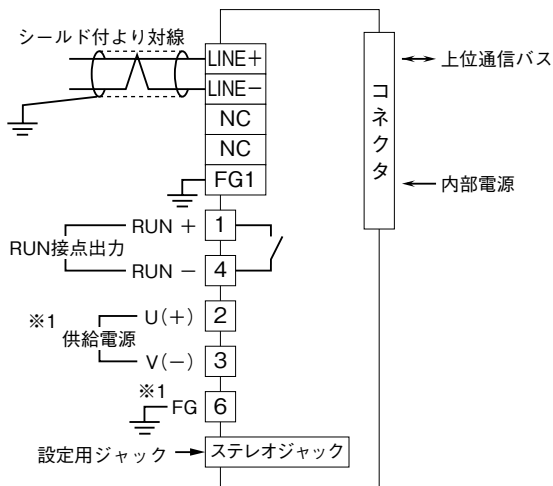 シールド付より対線
LINE+
LINE−
NC
NC
FG1
コネクタ
上位通信バス
内部電源
RUN + 1
RUN接点出力
RUN − 4
※1
U(+) 2
供給電源
V(−) 3
※1
FG 6
設定用ジャック
ステレオジャック